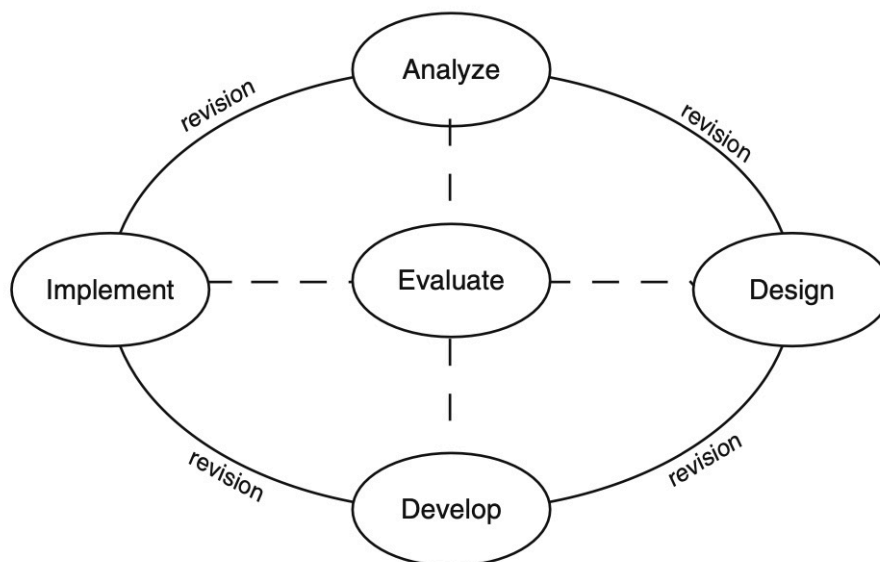 Analyze
revision
revision
Implement
Evaluate
Design
revision
revision
Develop